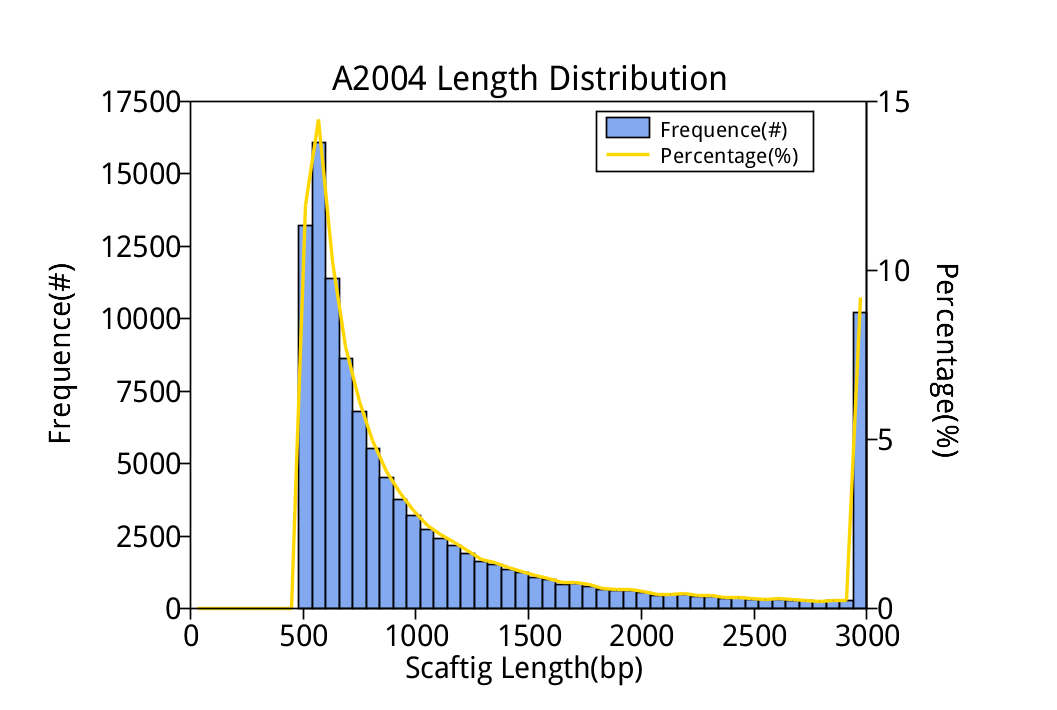 A2004 Length Distribution
Frequence(#)
Percentage(%)
17500
15000
12500
10000
7500
5000
2500
0
15
10
5
0
0 500 1000 1500 2000 2500 3000
Frequence(#)
Percentage(%)
Scaftig Length(bp)